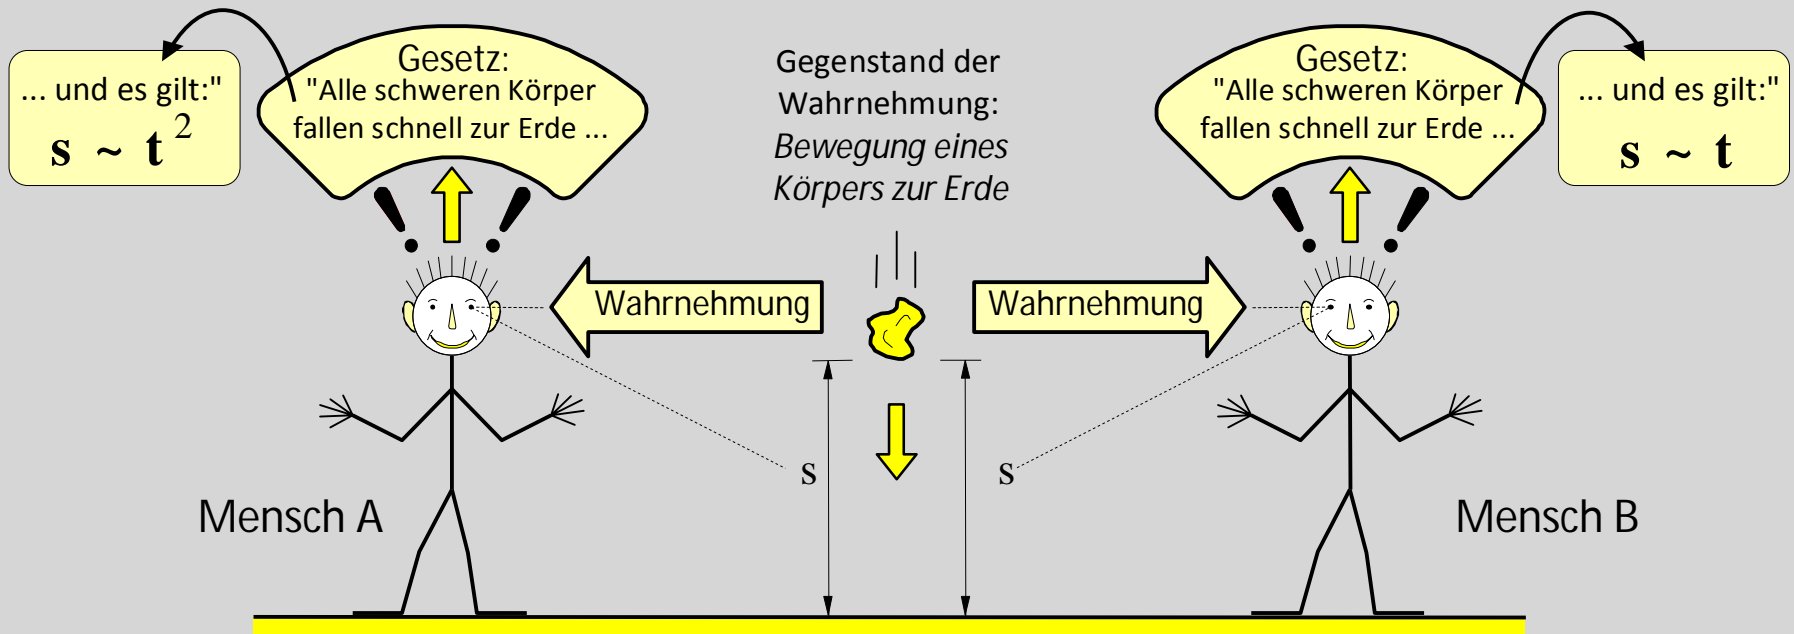 ... und es gilt:"
s ~ t²
Gesetz:
"Alle schweren Körper
fallen schnell zur Erde ...
Gegenstand der
Wahrnehmung:
Bewegung eines
Körpers zur Erde
Gesetz:
"Alle schweren Körper
fallen schnell zur Erde ...
... und es gilt:"
s ~ t
! !
! !
Wahrnehmung
Wahrnehmung
s
s
Mensch A
Mensch B